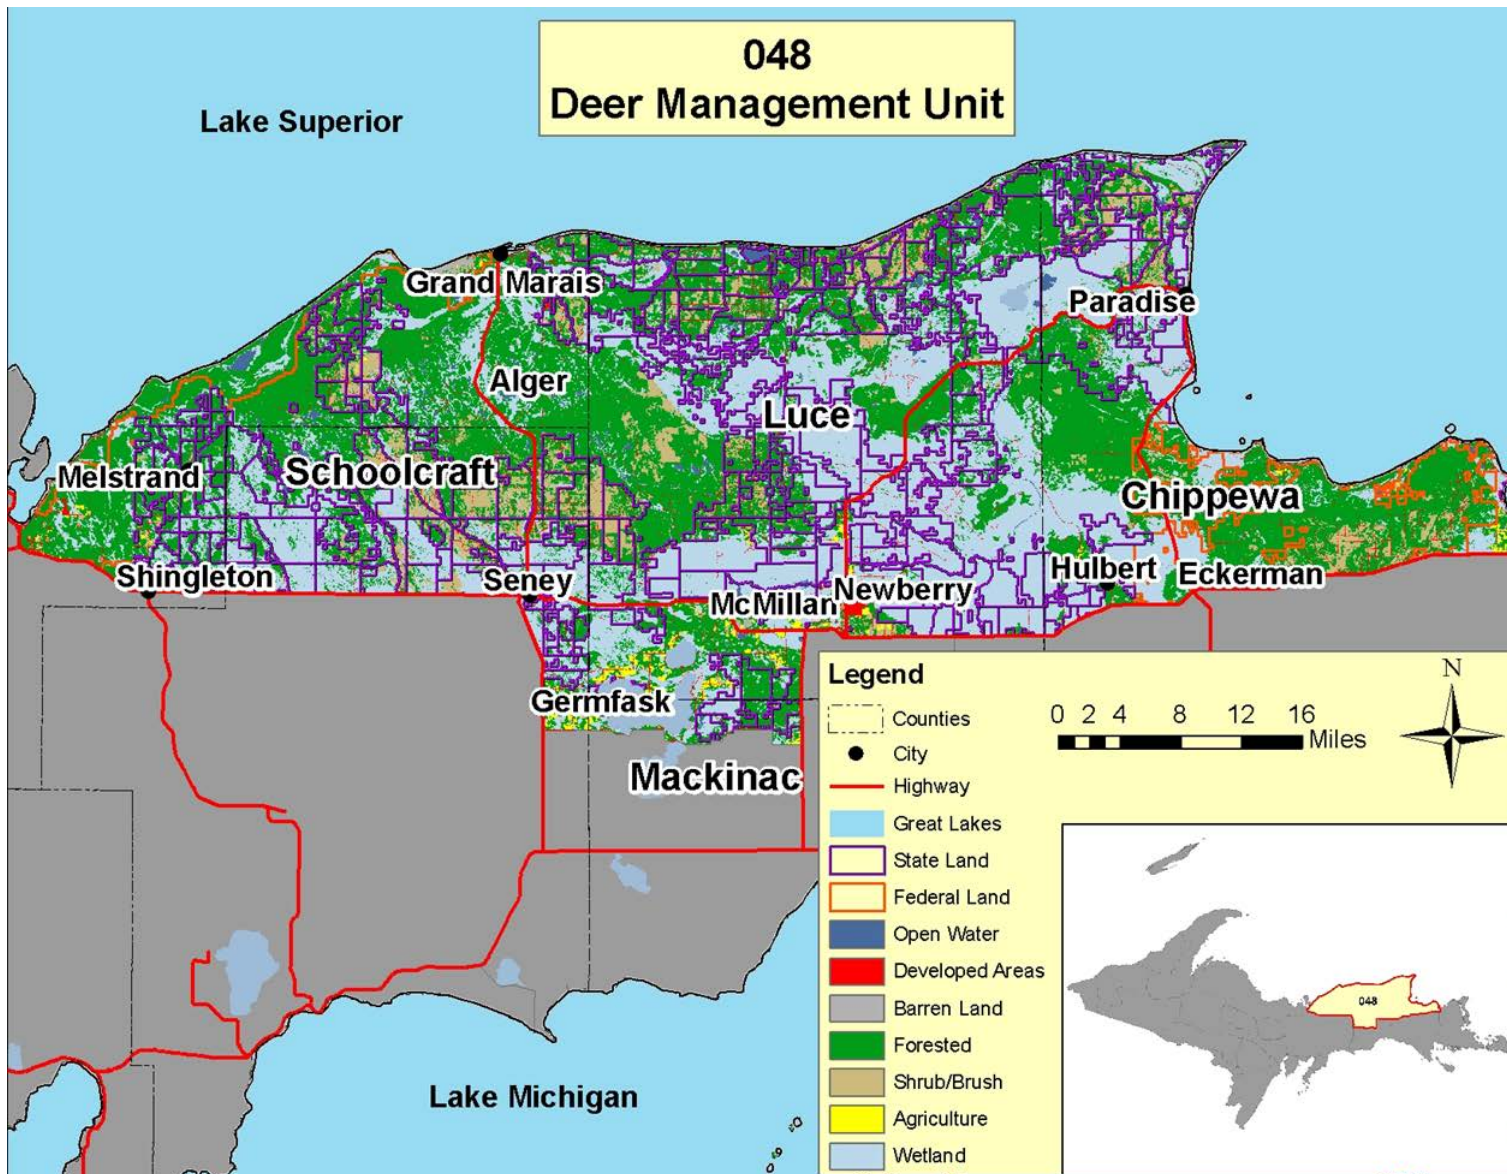 048
Deer Management Unit
Lake Superior
Grand Marais
Paradise
Alger
Luce
Melstrand
Schoolcraft
Chippewa
Shingleton
Seney
McMillan
Newberry
Hulbert
Eckerman
Germfask
Mackinac
Lake Michigan
Legend
Counties
City
Highway
Great Lakes
State Land
Federal Land
Open Water
Developed Areas
Barren Land
Forested
Shrub/Brush
Agriculture
Wetland
0 2 4 8 12 16
Miles
N
048